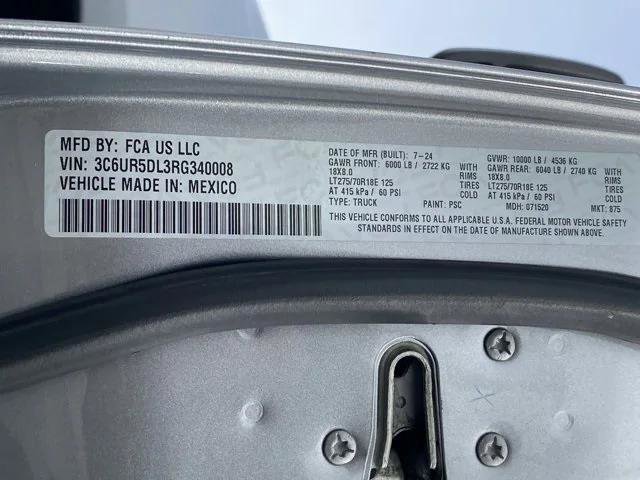 MFD BY: FCA US LLC
VIN: 3C6UR5DL3RG340008
VEHICLE MADE IN: MEXICO
DATE OF MFR (BUILT): 7-24 GVWR: 10000 LB / 4536 KG
GAWR FRONT: 6000 LB / 2722 KG WITH GAWR REAR: 6040 LB / 2740 KG WITH
18X8.0 RIMS 18X8.0 RIMS
LT275/70R18E 125 TIRES LT275/70R18E 125 TIRES
AT 415 kPa / 60 PSI COLD AT 415 kPa / 60 PSI COLD
TYPE: TRUCK PAINT: PSC MDH: 071520 MKT: 875
THIS VEHICLE CONFORMS TO ALL APPLICABLE U.S.A. FEDERAL MOTOR VEHICLE SAFETY
STANDARDS IN EFFECT ON THE DATE OF MANUFACTURE SHOWN ABOVE